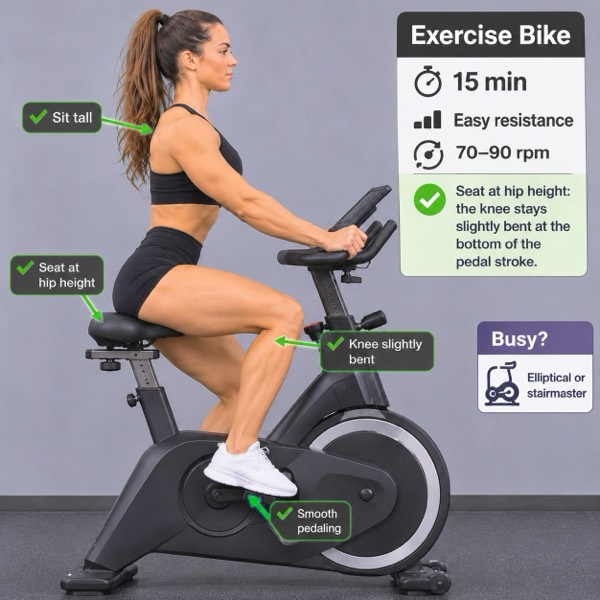 Exercise Bike
15 min
Easy resistance
70–90 rpm
Seat at hip height:
the knee stays
slightly bent at the
bottom of the
pedal stroke.
Sit tall
Seat at
hip height
Knee slightly
bent
Busy?
Elliptical or
stairmaster
Smooth
pedaling